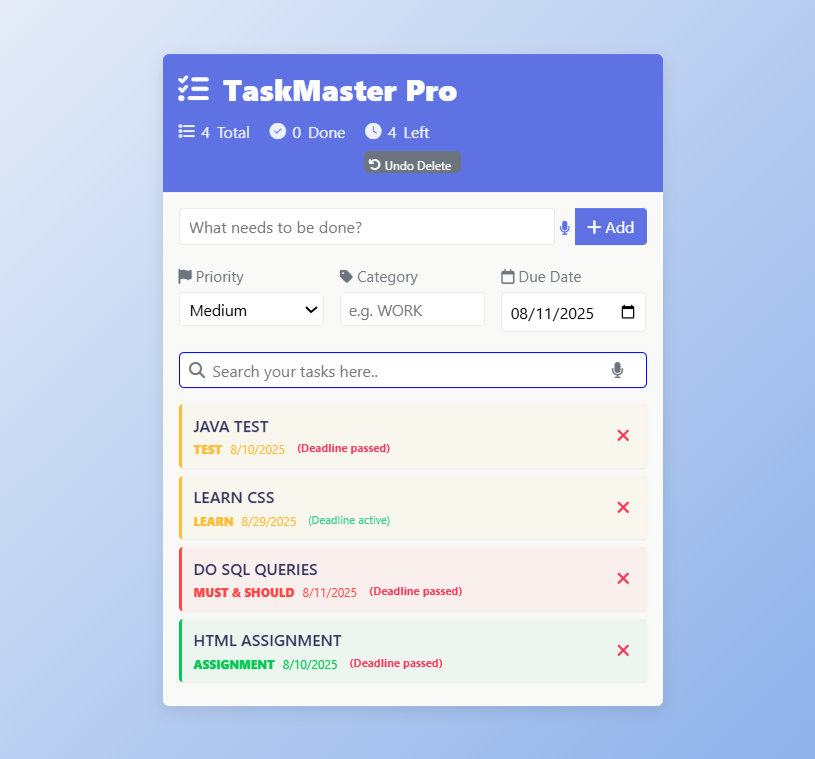 TaskMaster Pro
4 Total 0 Done 4 Left
Undo Delete
What needs to be done? Add
Priority Category Due Date
Medium e.g. WORK 08/11/2025
Search your tasks here..
JAVA TEST
TEST 8/10/2025 (Deadline passed)
LEARN CSS
LEARN 8/29/2025 (Deadline active)
DO SQL QUERIES
MUST & SHOULD 8/11/2025 (Deadline passed)
HTML ASSIGNMENT
ASSIGNMENT 8/10/2025 (Deadline passed)